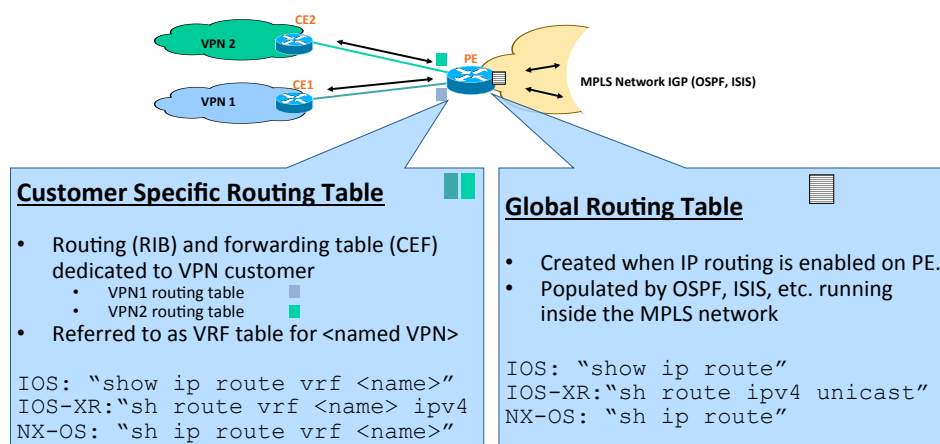 CE2
VPN 2
PE
CE1
VPN 1
MPLS Network IGP (OSPF, ISIS)
Customer Specific Routing Table
• Routing (RIB) and forwarding table (CEF)
dedicated to VPN customer
• VPN1 routing table
• VPN2 routing table
• Referred to as VRF table for <named VPN>
IOS: “show ip route vrf <name>”
IOS-XR:“sh route vrf <name> ipv4
NX-OS: “sh ip route vrf <name>”
Global Routing Table
• Created when IP routing is enabled on PE.
• Populated by OSPF, ISIS, etc. running
inside the MPLS network
IOS: “show ip route”
IOS-XR:“sh route ipv4 unicast”
NX-OS: “sh ip route”